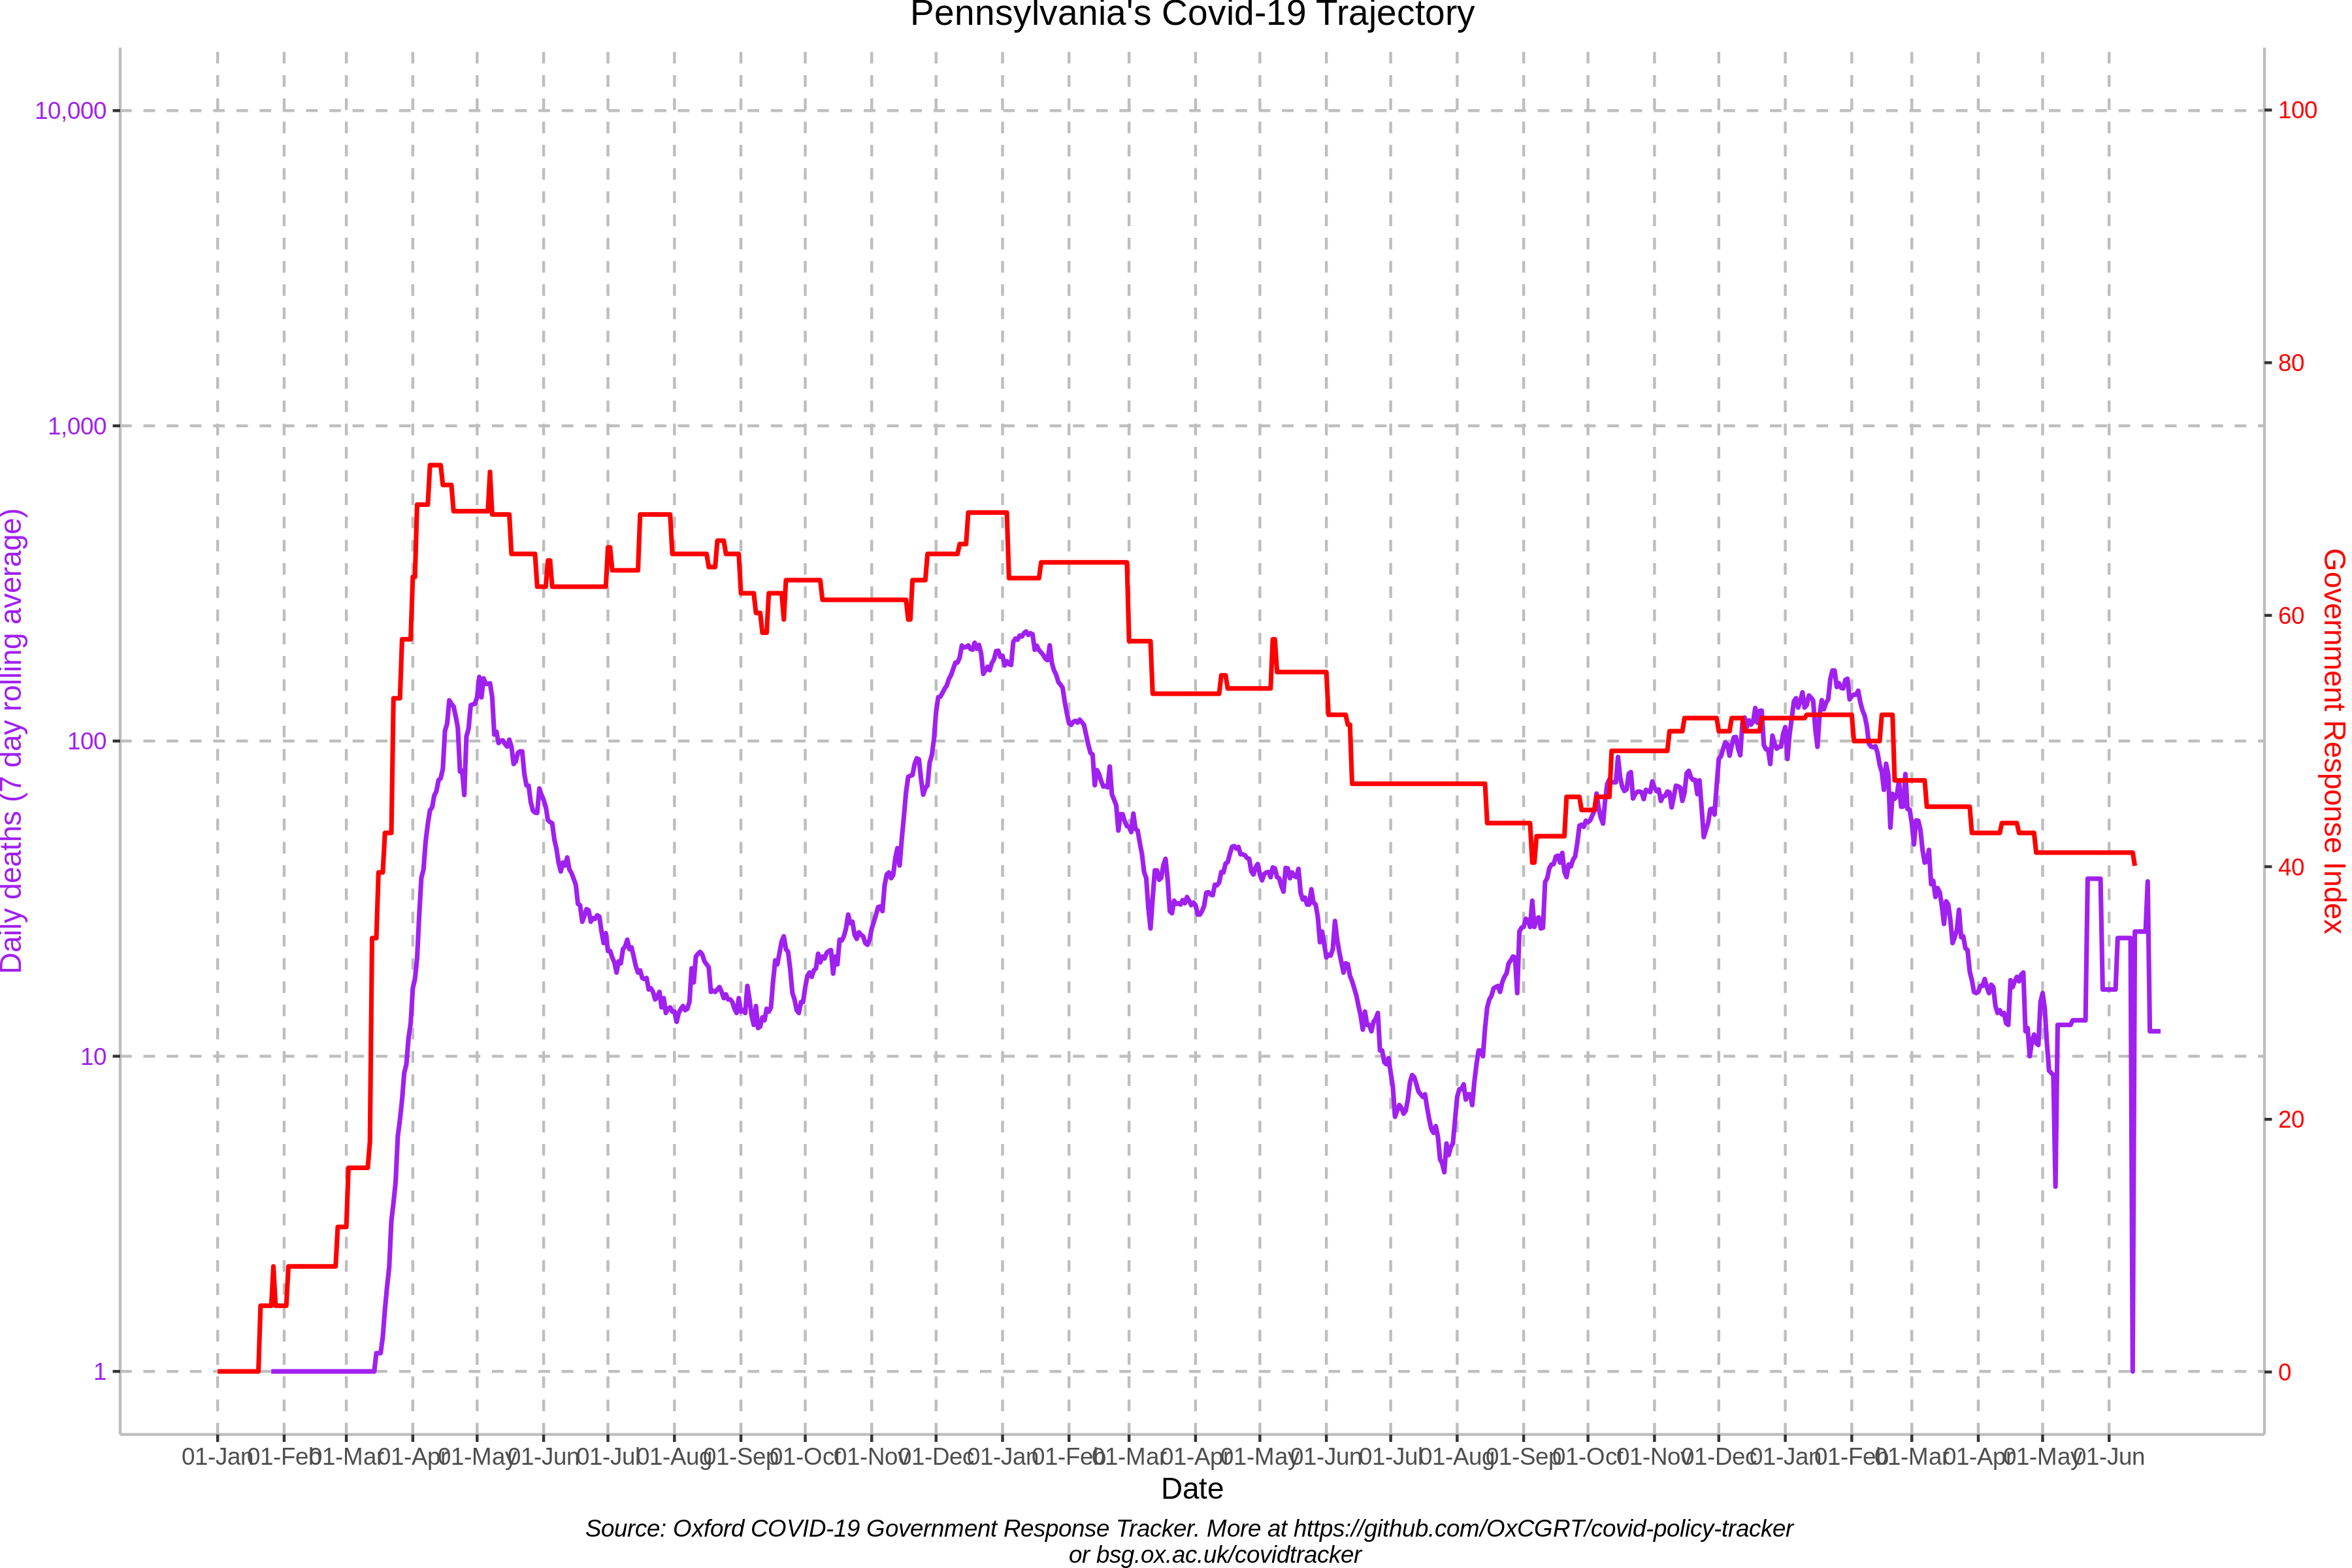 Pennsylvania's Covid-19 Trajectory
10,000
1,000
100
10
1
Daily deaths (7 day rolling average)
100
80
60
40
20
0
Government Response Index
01-Jan 01-Feb 01-Mar 01-Apr 01-May 01-Jun 01-Jul 01-Aug 01-Sep 01-Oct 01-Nov 01-Dec 01-Jan 01-Feb 01-Mar 01-Apr 01-May 01-Jun 01-Jul 01-Aug 01-Sep 01-Oct 01-Nov 01-Dec 01-Jan 01-Feb 01-Mar 01-Apr 01-May 01-Jun
Date
Source: Oxford COVID-19 Government Response Tracker. More at https://github.com/OxCGRT/covid-policy-tracker
or bsg.ox.ac.uk/covidtracker